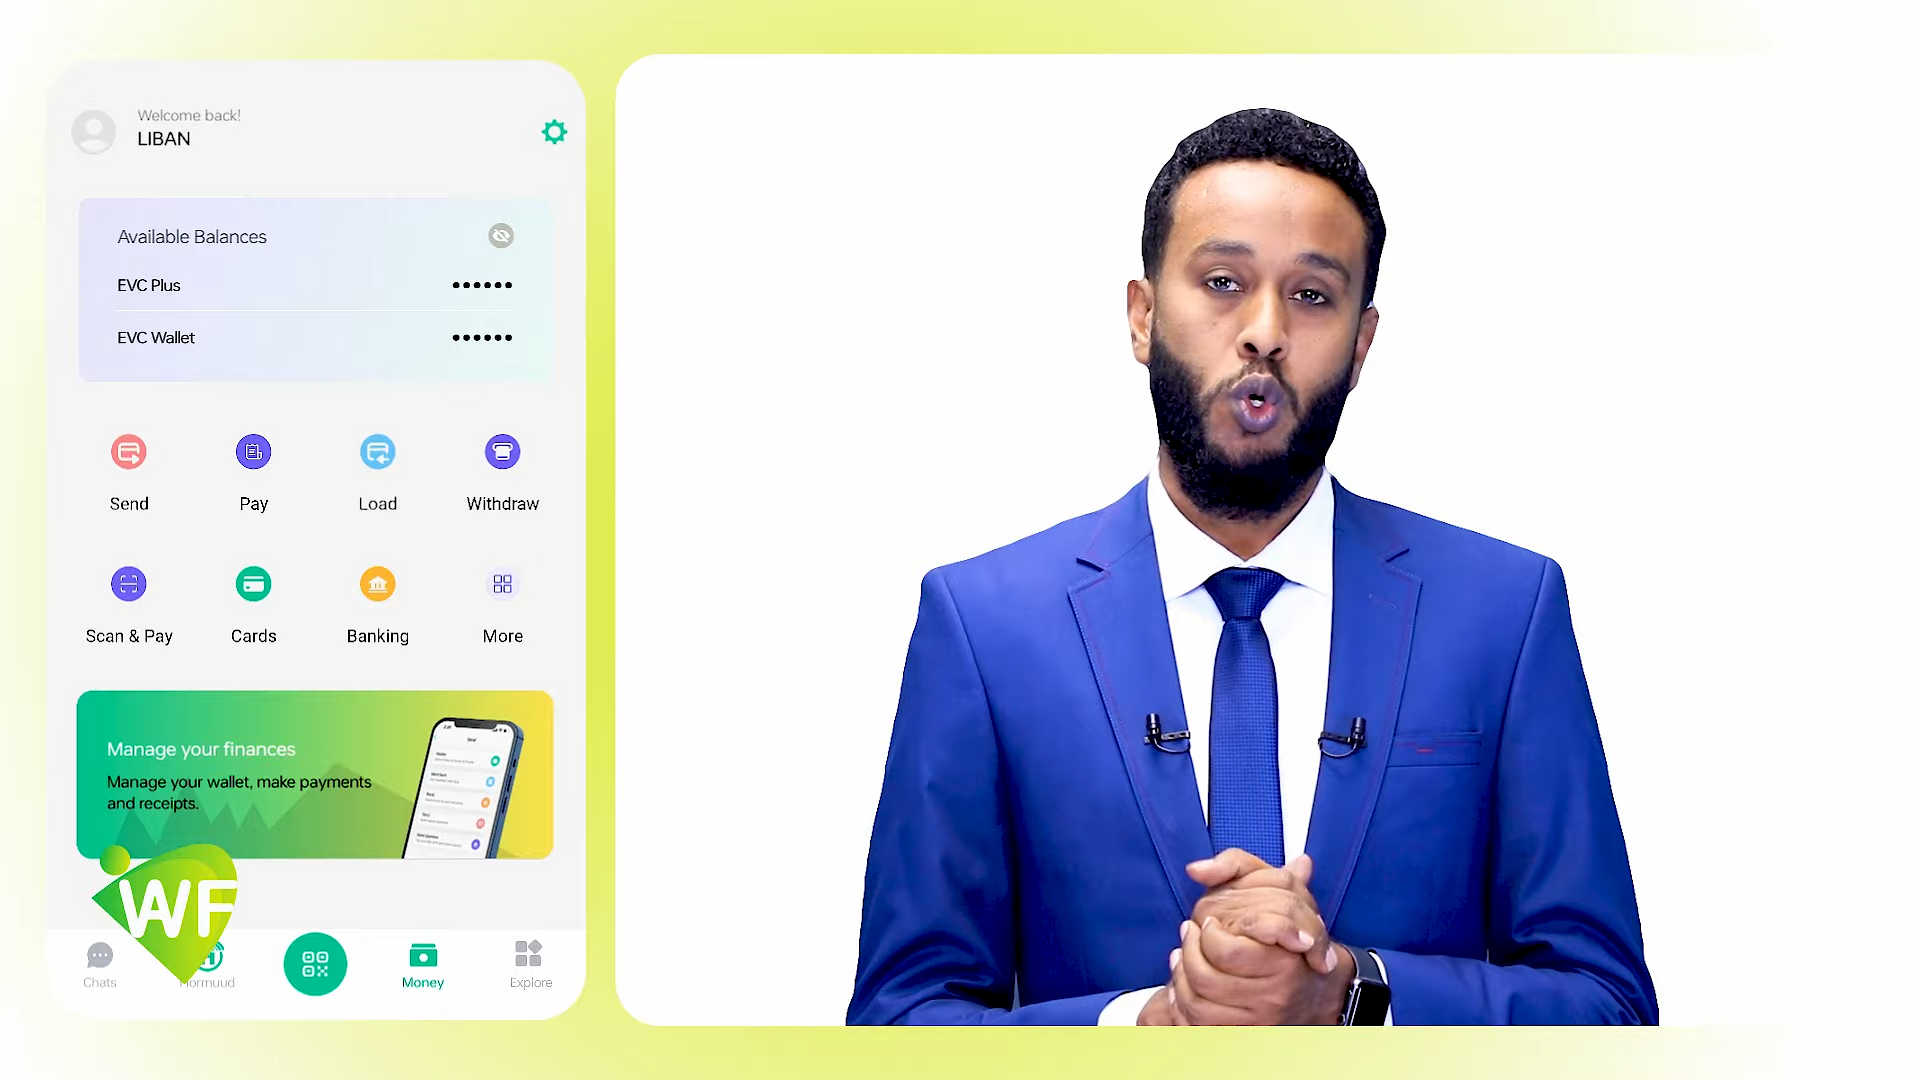 Welcome back!
LIBAN
Available Balances
EVC Plus
EVC Wallet
Send
Pay
Load
Withdraw
Scan & Pay
Cards
Banking
More
Manage your finances
Manage your wallet, make payments
and receipts.
WF
Chats
Hormuud
Money
Explore